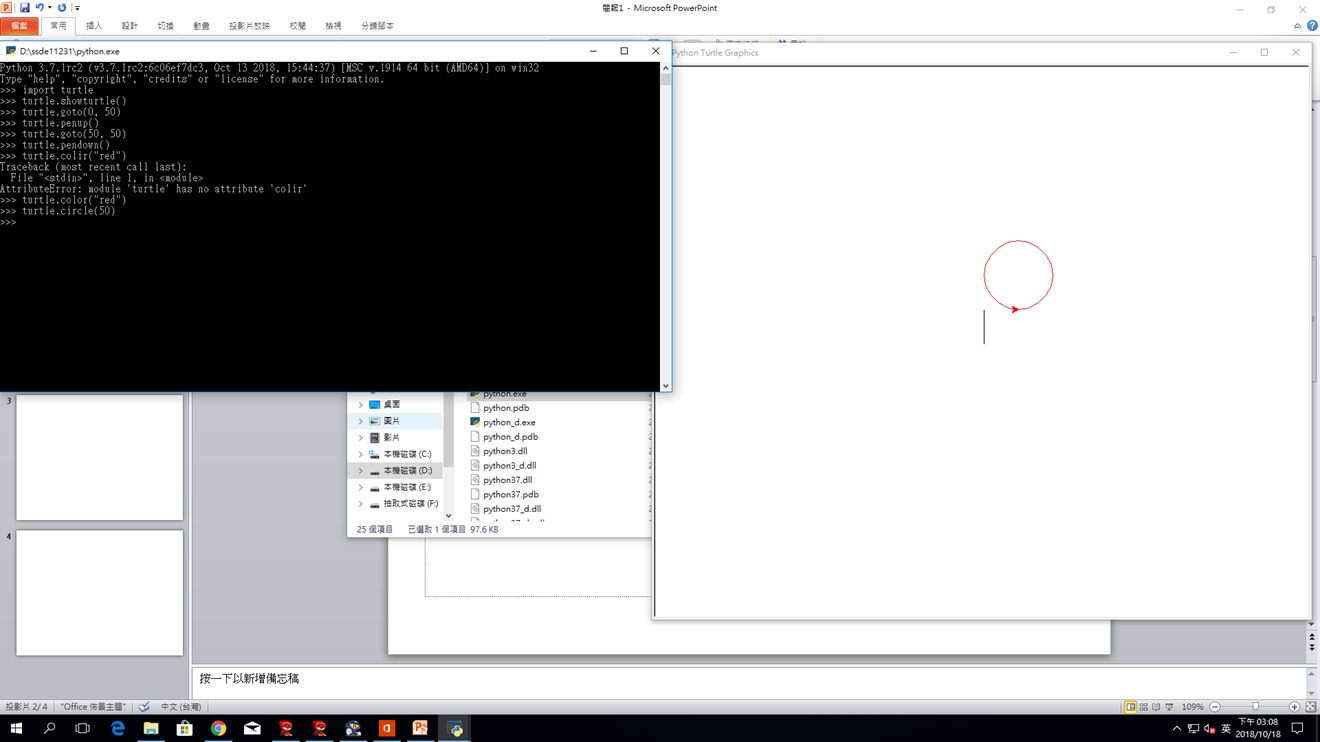 簡報1 - Microsoft PowerPoint
檔案 常用 插入 設計 切換 動畫 投影片放映 校閱 檢視 分鏡腳本
D:\ssde11231\python.exe
Python 3.7.1rc2 (v3.7.1rc2:6c06ef7dc3, Oct 13 2018, 15:44:37) [MSC v.1914 64 bit (AMD64)] on win32
Type "help", "copyright", "credits" or "license" for more information.
>>> import turtle
>>> turtle.showturtle()
>>> turtle.goto(0, 50)
>>> turtle.penup()
>>> turtle.goto(50, 50)
>>> turtle.pendown()
>>> turtle.colir("red")
Traceback (most recent call last):
  File "<stdin>", line 1, in <module>
AttributeError: module 'turtle' has no attribute 'colir'
>>> turtle.color("red")
>>> turtle.circle(50)
>>>
Python Turtle Graphics
桌面
圖片
影片
本機磁碟 (C:)
本機磁碟 (D:)
本機磁碟 (E:)
抽取式磁碟 (F:)
python.exe
python.pdb
python_d.exe
python_d.pdb
python3.dll
python3_d.dll
python37.dll
python37.pdb
python37_d.dll
25 個項目 已選取 1 個項目 97.6 KB
3
4
按一下以新增備忘稿
投影片 2/4 "Office 佈景主題" 中文 (台灣) 109%
英 下午 03:08
2018/10/18